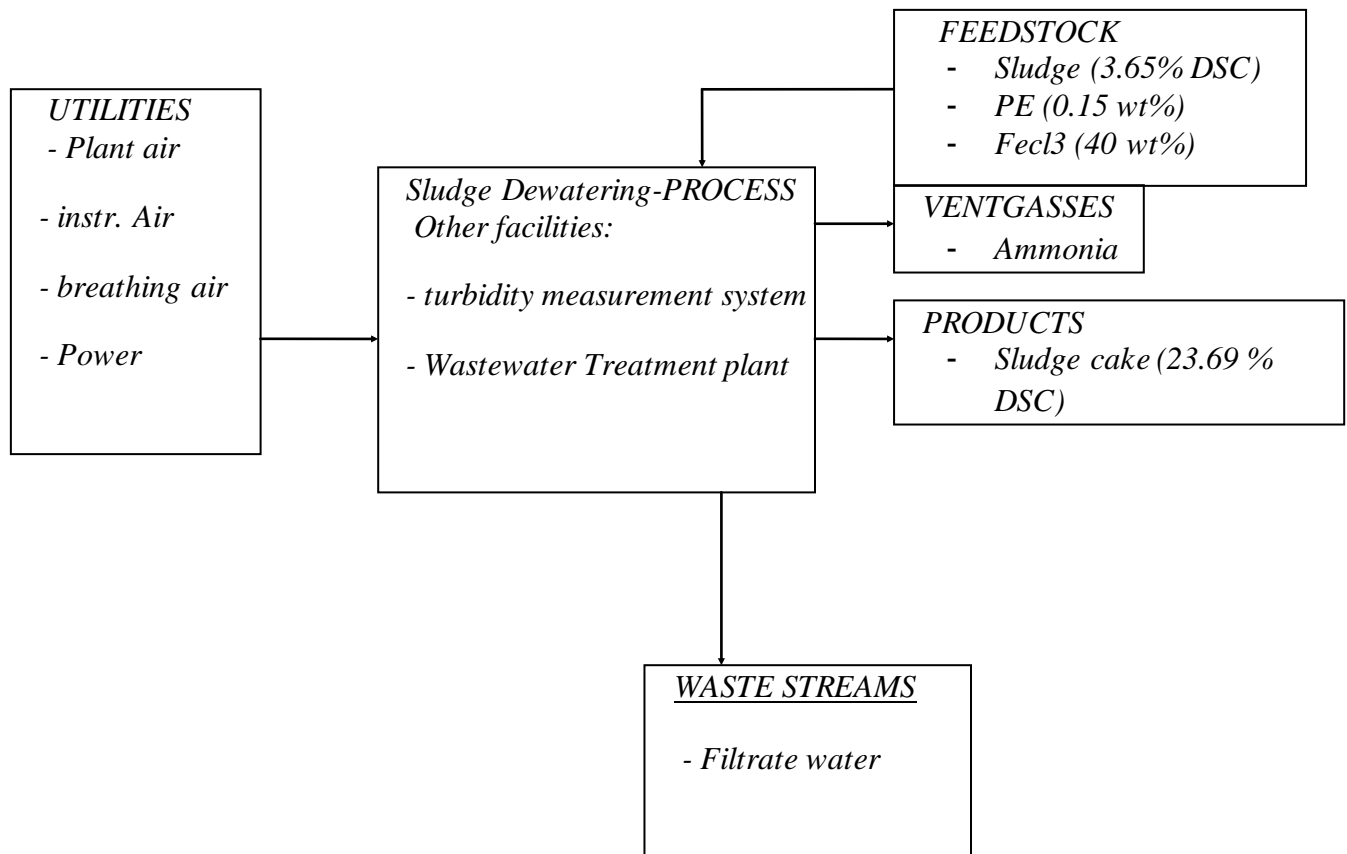 FEEDSTOCK
- Sludge (3.65% DSC)
- PE (0.15 wt%)
- Fecl3 (40 wt%)
UTILITIES
- Plant air
- instr. Air
- breathing air
- Power
Sludge Dewatering-PROCESS
Other facilities:
- turbidity measurement system
- Wastewater Treatment plant
VENTGASSES
- Ammonia
PRODUCTS
- Sludge cake (23.69 %
DSC)
WASTE STREAMS
- Filtrate water